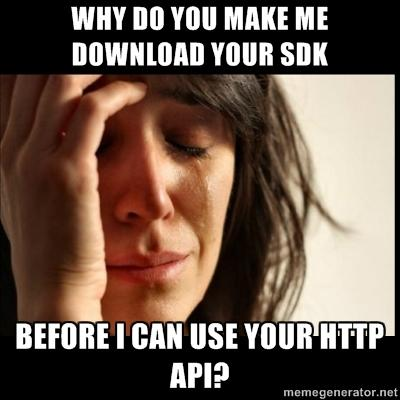 WHY DO YOU MAKE ME
DOWNLOAD YOUR SDK
BEFORE I CAN USE YOUR HTTP
API?
memegenerator.net